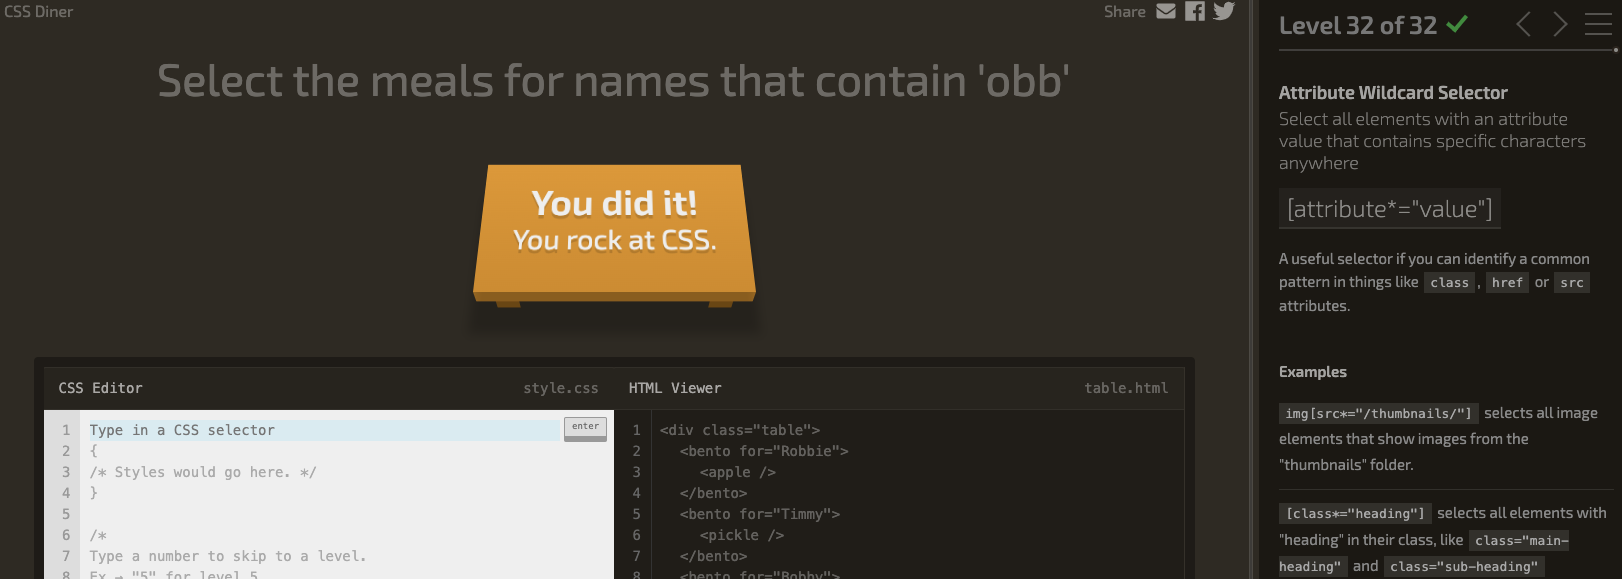 CSS Diner
Share
Select the meals for names that contain 'obb'
You did it!
You rock at CSS.
CSS Editor
style.css
1 Type in a CSS selector
enter
2 {
3 /* Styles would go here. */
4 }
5
6 /*
7 Type a number to skip to a level.
8 Ex → "5" for level 5
HTML Viewer
table.html
1 <div class="table">
2 <bento for="Robbie">
3 <apple />
4 </bento>
5 <bento for="Timmy">
6 <pickle />
7 </bento>
8 <bento for="Bobby">
Level 32 of 32
Attribute Wildcard Selector
Select all elements with an attribute
value that contains specific characters
anywhere
[attribute*="value"]
A useful selector if you can identify a common
pattern in things like class , href or src
attributes.
Examples
img[src*="/thumbnails/"] selects all image
elements that show images from the
"thumbnails" folder.
[class*="heading"] selects all elements with
"heading" in their class, like class="main-
heading" and class="sub-heading"